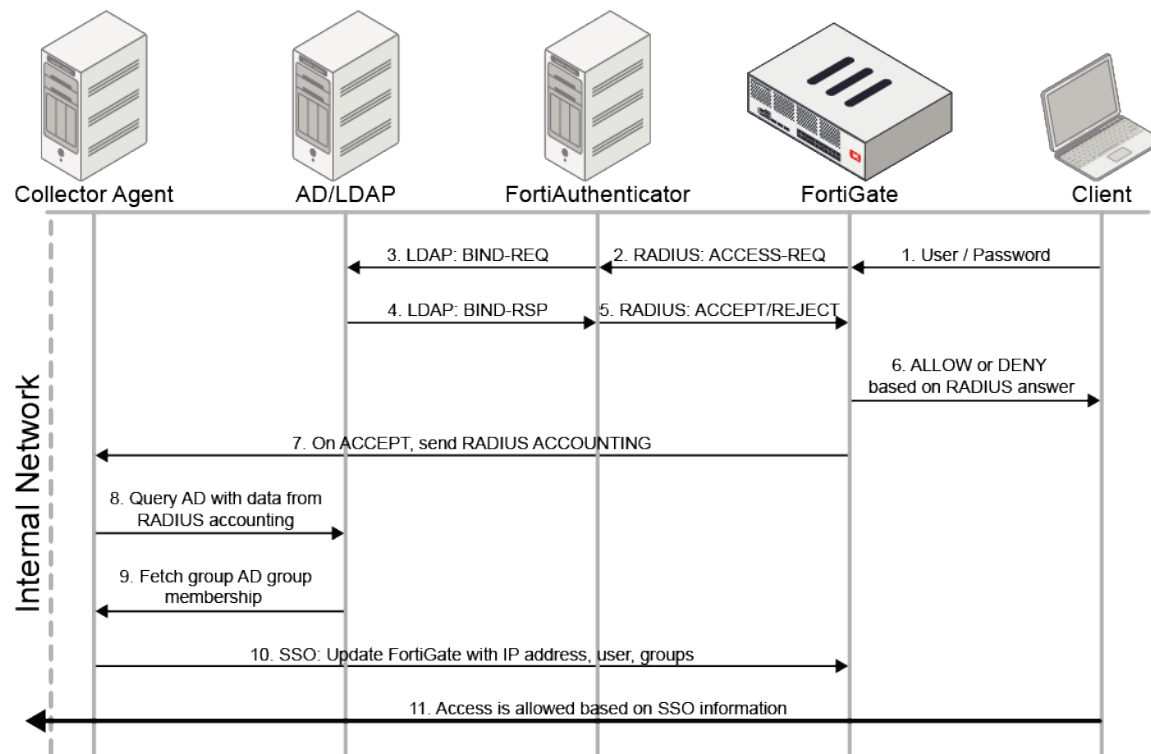 Collector Agent
AD/LDAP
FortiAuthenticator
FortiGate
Client
3. LDAP: BIND-REQ
2. RADIUS: ACCESS-REQ
1. User / Password
4. LDAP: BIND-RSP
5. RADIUS: ACCEPT/REJECT
6. ALLOW or DENY
based on RADIUS answer
7. On ACCEPT, send RADIUS ACCOUNTING
8. Query AD with data from
RADIUS accounting
9. Fetch group AD group
membership
10. SSO: Update FortiGate with IP address, user, groups
11. Access is allowed based on SSO information
Internal Network